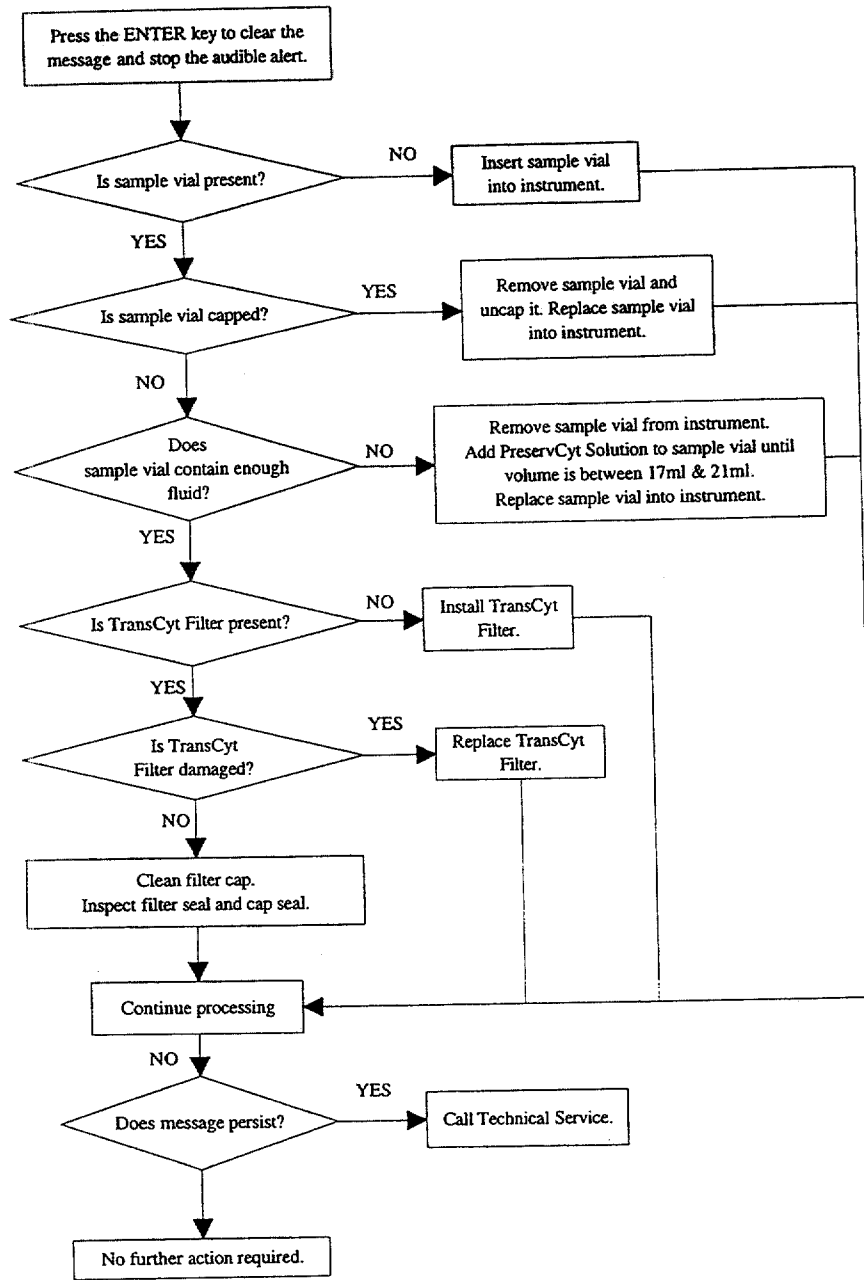 Press the ENTER key to clear the
message and stop the audible alert.
Is sample vial present?
NO
Insert sample vial
into instrument.
YES
Is sample vial capped?
YES
Remove sample vial and
uncap it. Replace sample vial
into instrument.
NO
Does
sample vial contain enough
fluid?
NO
Remove sample vial from instrument.
Add PreservCyt Solution to sample vial until
volume is between 17ml & 21ml.
Replace sample vial into instrument.
YES
Is TransCyt Filter present?
NO
Install TransCyt
Filter.
YES
Is TransCyt
Filter damaged?
YES
Replace TransCyt
Filter.
NO
Clean filter cap.
Inspect filter seal and cap seal.
Continue processing
NO
Does message persist?
YES
Call Technical Service.
No further action required.